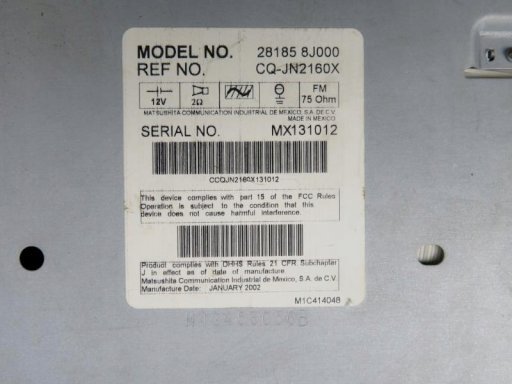 MODEL NO. 28185 8J000
REF NO. CQ-JN2160X
12V 2Ω FM 75 Ohm
MATSUSHITA COMMUNICATION INDUSTRIAL DE MEXICO, S.A. DE C.V.
MADE IN MEXICO
SERIAL NO. MX131012
CCQJN2160X131012
This device complies with part 15 of the FCC Rules
Operation is subject to the condition that this
device does not cause harmful interference.
Product complies with DHHS Rules 21 CFR Subchapter
J in effect as of date of manufacture.
Matsushita Communication Industrial de Mexico, S.A. de C.V.
Manufacture Date: JANUARY 2002
M1C414048